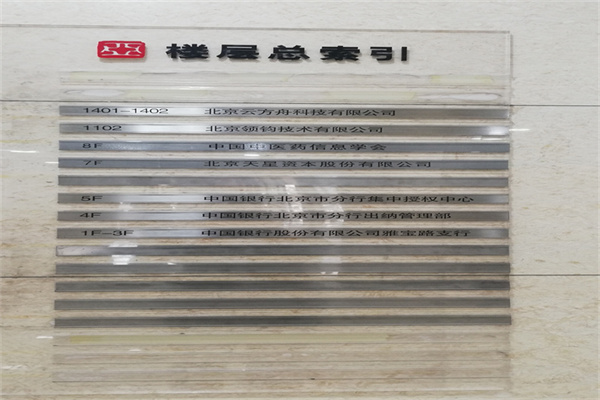 楼层总索引
1401-1402 北京云方舟科技有限公司
1102 北京领钧技术有限公司
8F 中国中医药信息学会
7F 北京天星资本股份有限公司
5F 中国银行北京市分行集中授权中心
4F 中国银行北京市分行出纳管理部
1F-3F 中国银行股份有限公司雅宝路支行